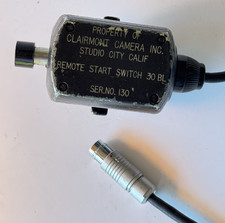 PROPERTY OF
CLAIRMONT CAMERA INC.
STUDIO CITY CALIF
REMOTE START SWITCH 30 BL
SER.NO. 130